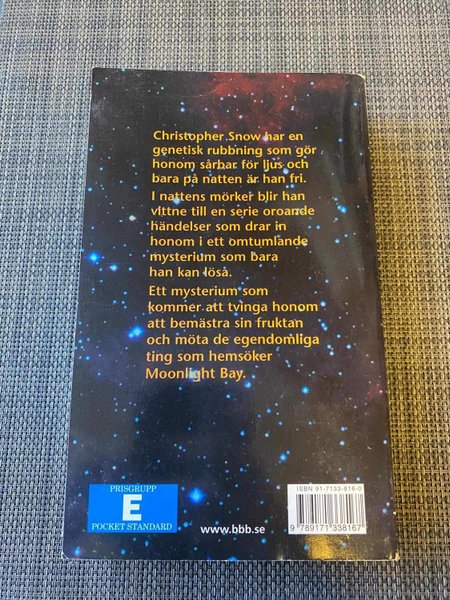 Christopher Snow har en
genetisk rubbning som gör
honom sårbar för ljus och
bara på natten är han fri.
I nattens mörker blir han
vittne till en serie oroande
händelser som drar in
honom i ett omtumlande
mysterium som bara
han kan lösa.
Ett mysterium som
kommer att tvinga honom
att bemästra sin fruktan
och möta de egendomliga
ting som hemsöker
Moonlight Bay.
PRISGRUPP
E
POCKET STANDARD
www.bbb.se
ISBN 91-7133-816-0
9 789171 338167